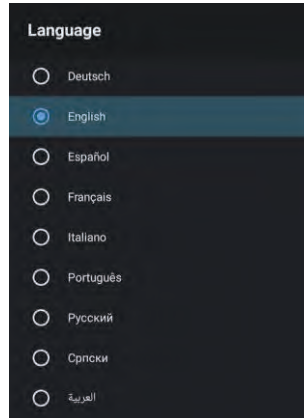 Language
Deutsch
English
Español
Français
Italiano
Português
Русский
Српски
العربية